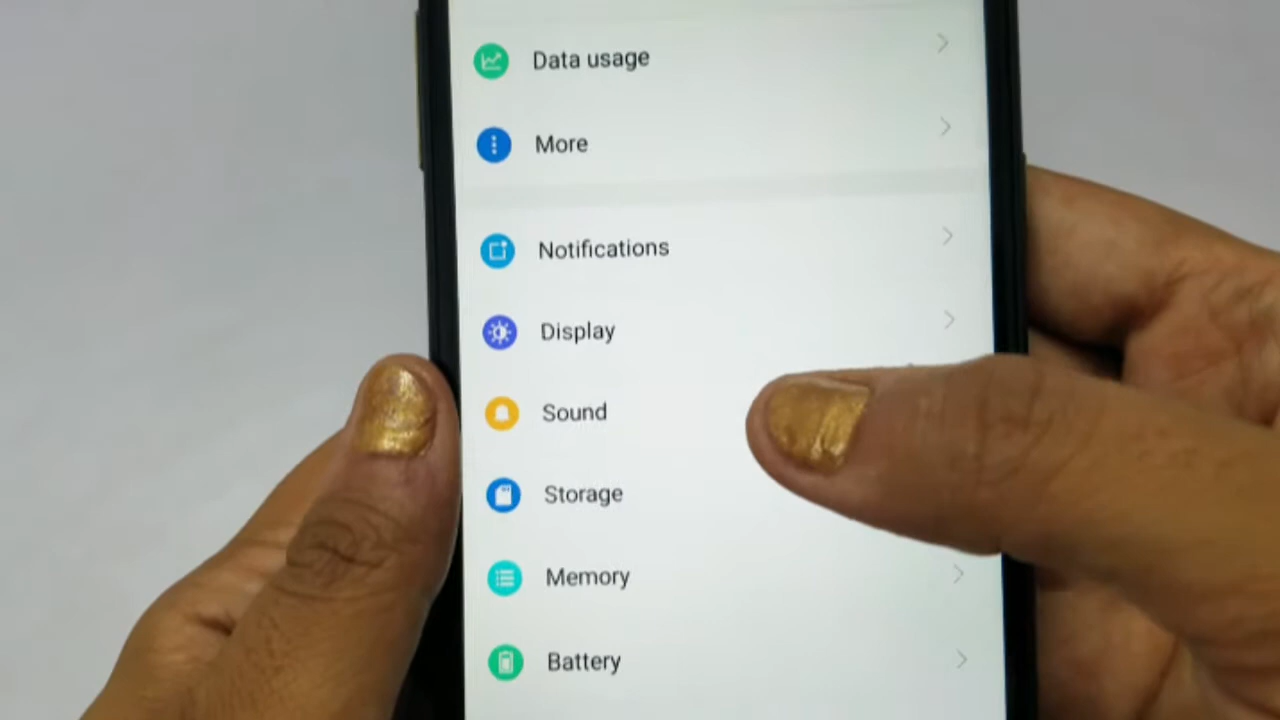 Data usage
More
Notifications
Display
Sound
Storage
Memory
Battery